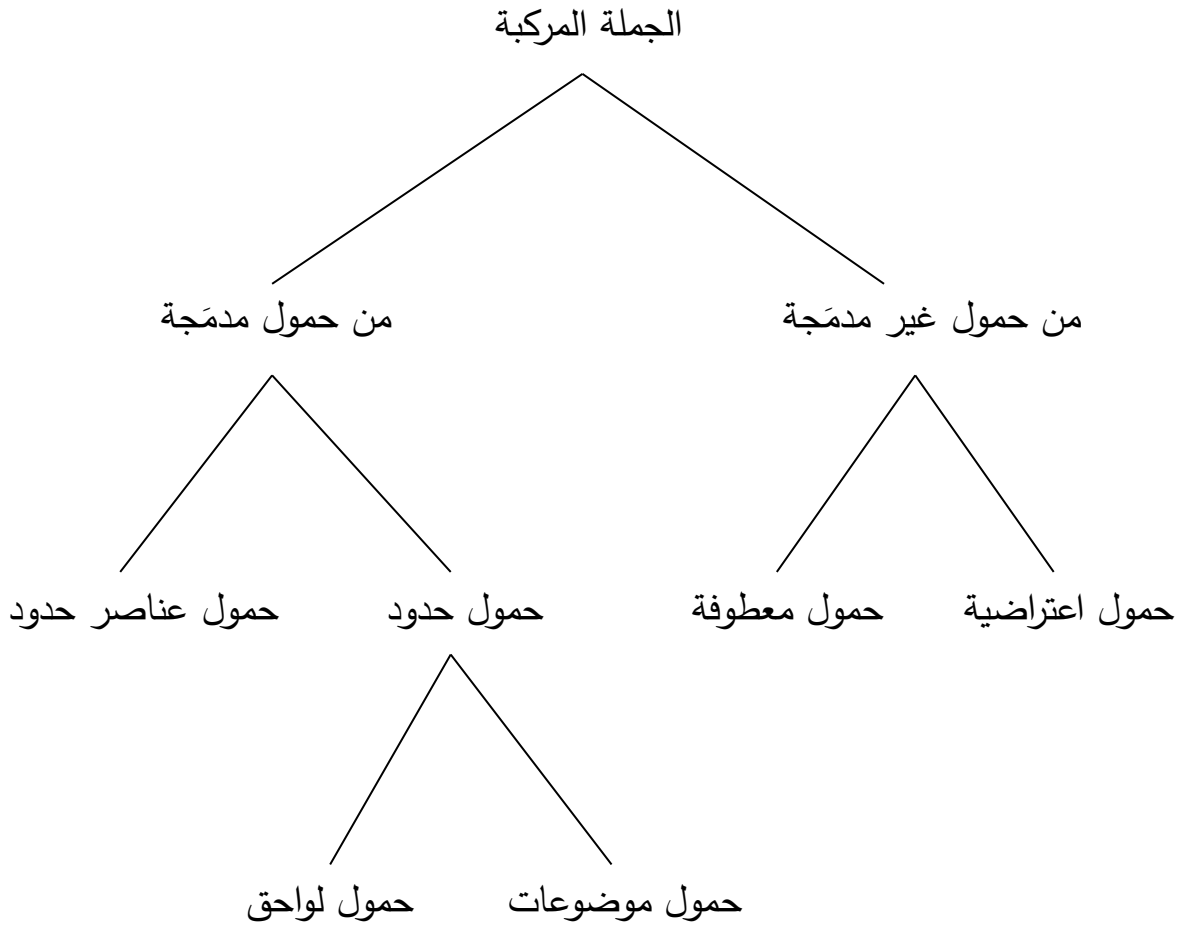 الجملة المركبة
من حمول غير مدمَجة
من حمول مدمَجة
حمول اعتراضية
حمول معطوفة
حمول حدود
حمول عناصر حدود
حمول موضوعات
حمول لواحق